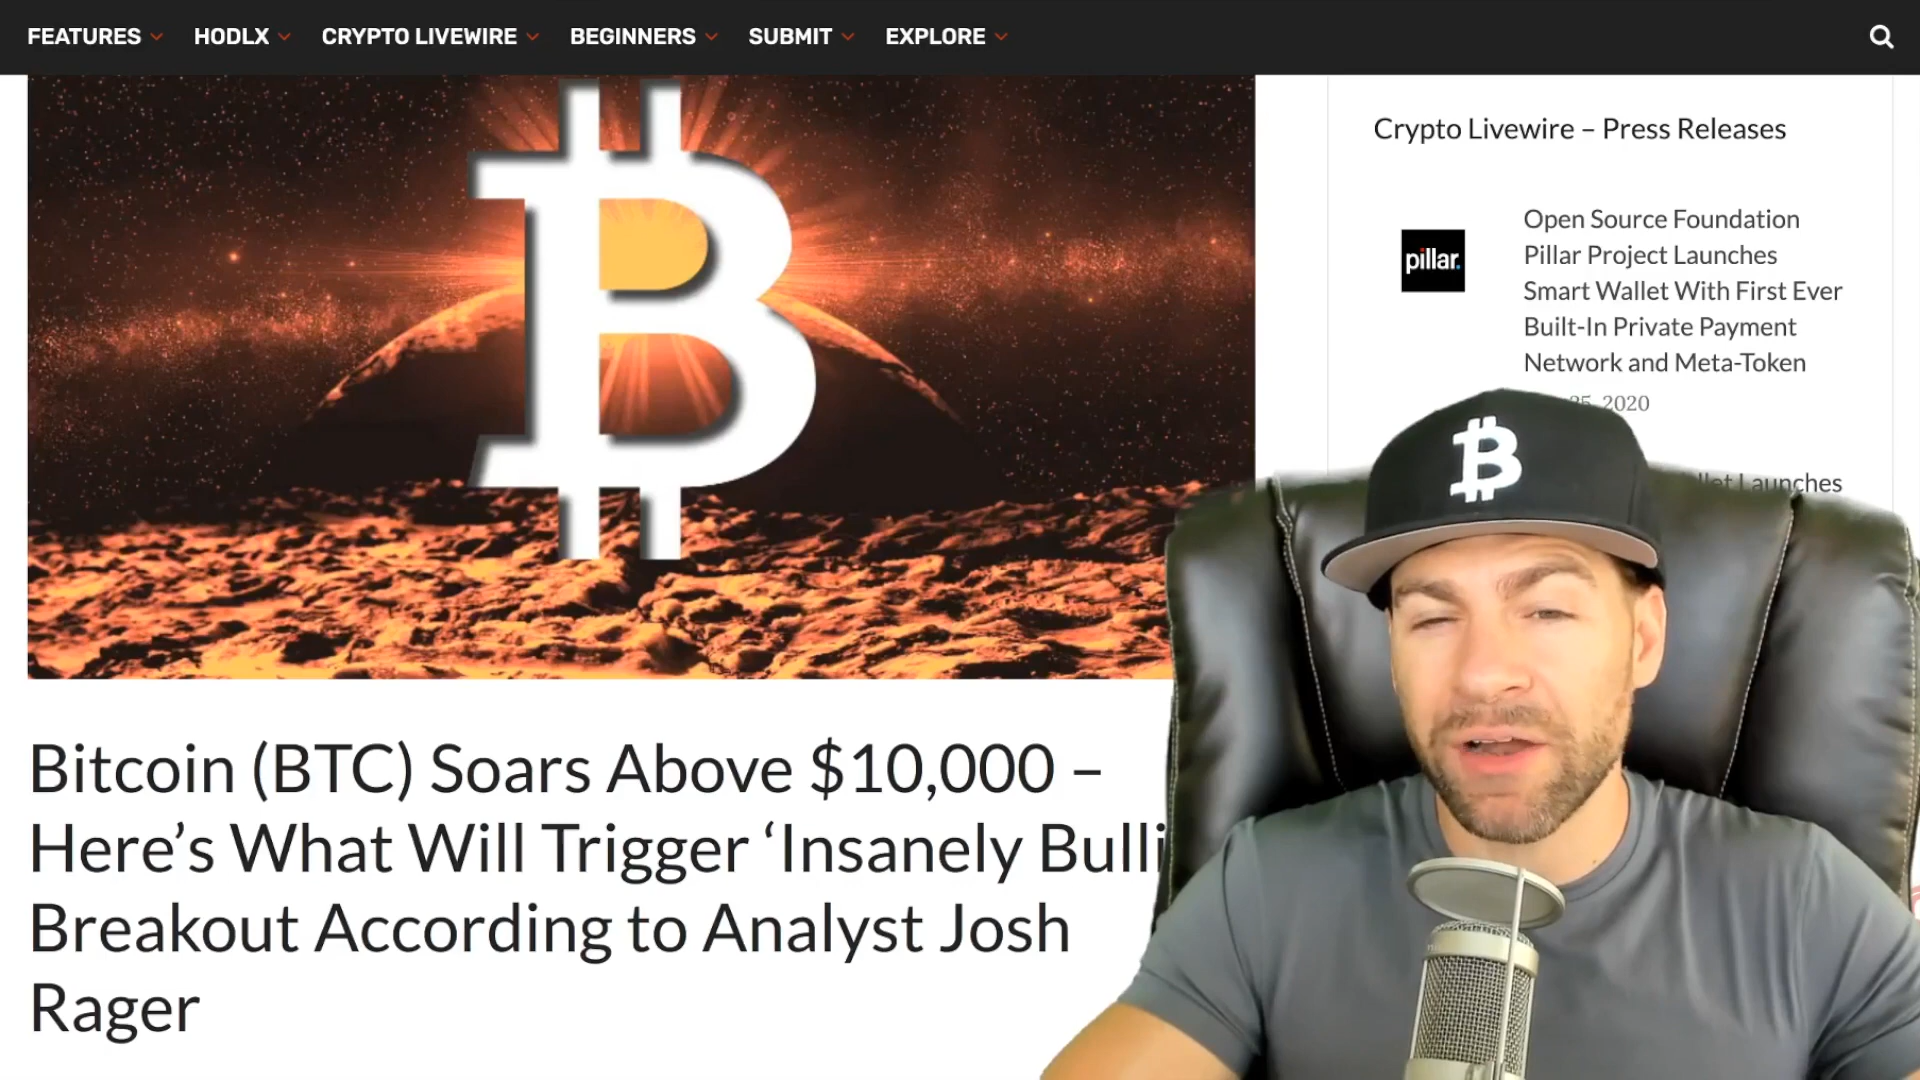 FEATURES HODLX CRYPTO LIVEWIRE BEGINNERS SUBMIT EXPLORE
Crypto Livewire – Press Releases
pillar.
Open Source Foundation
Pillar Project Launches
Smart Wallet With First Ever
Built-In Private Payment
Network and Meta-Token
25, 2020
Launches
Bitcoin (BTC) Soars Above $10,000 –
Here’s What Will Trigger ‘Insanely Bulli
Breakout According to Analyst Josh
Rager